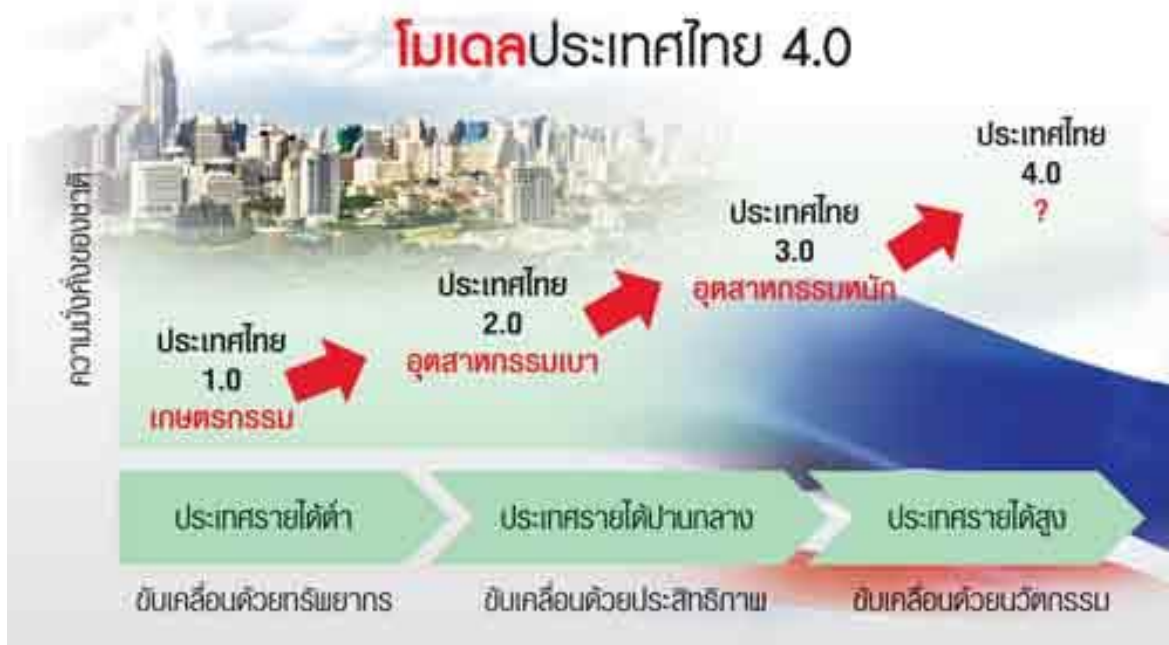 โมเดลประเทศไทย 4.0
ความมั่งคั่งของชาติ
ประเทศไทย
1.0
เกษตรกรรม
ประเทศไทย
2.0
อุตสาหกรรมเบา
ประเทศไทย
3.0
อุตสาหกรรมหนัก
ประเทศไทย
4.0
?
ประเทศรายได้ต่ำ
ประเทศรายได้ปานกลาง
ประเทศรายได้สูง
ขับเคลื่อนด้วยทรัพยากร
ขับเคลื่อนด้วยประสิทธิภาพ
ขับเคลื่อนด้วยนวัตกรรม